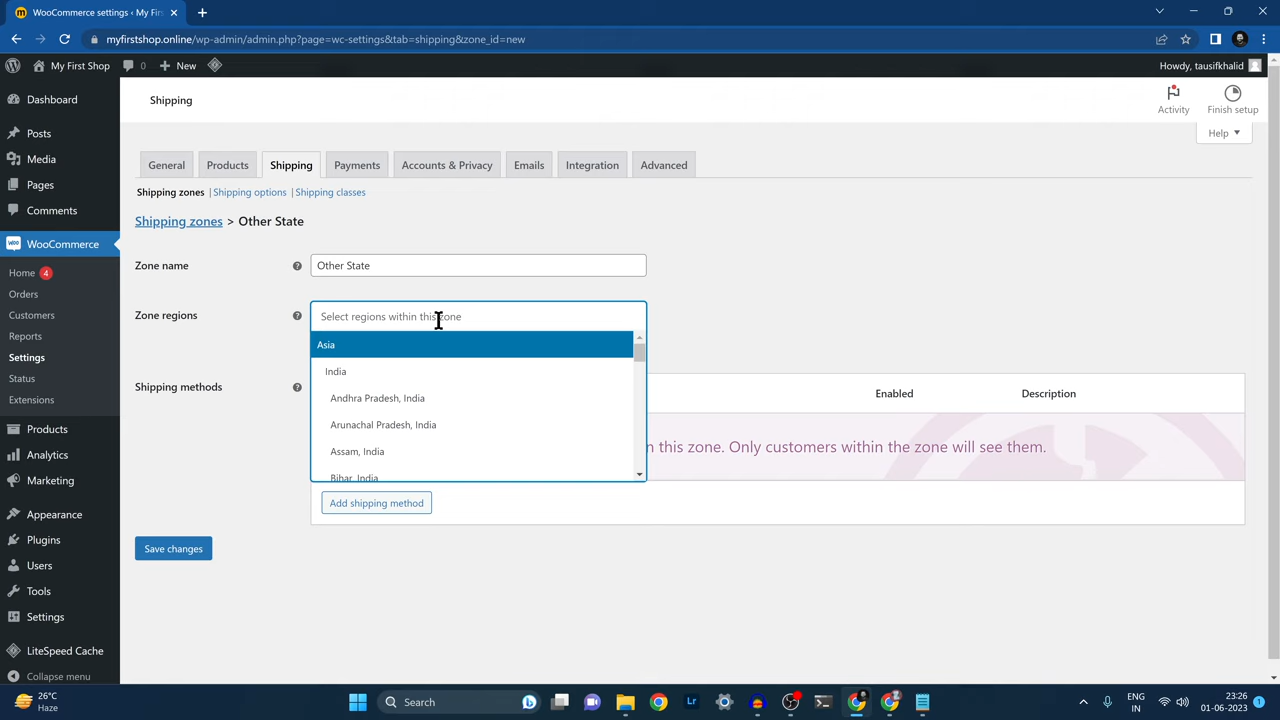 WooCommerce settings ‹ My Firs
myfirstshop.online/wp-admin/admin.php?page=wc-settings&tab=shipping&zone_id=new
My First Shop 0 New
Howdy, tausifkhalid
Dashboard
Posts
Media
Pages
Comments
WooCommerce
Home 4
Orders
Customers
Reports
Settings
Status
Extensions
Products
Analytics
Marketing
Appearance
Plugins
Users
Tools
Settings
LiteSpeed Cache
Collapse menu
Shipping
Activity
Finish setup
Help
General
Products
Shipping
Payments
Accounts & Privacy
Emails
Integration
Advanced
Shipping zones | Shipping options | Shipping classes
Shipping zones > Other State
Zone name
Other State
Zone regions
Select regions within this zone
Asia
India
Andhra Pradesh, India
Arunachal Pradesh, India
Assam, India
Bihar, India
Shipping methods
Enabled
Description
this zone. Only customers within the zone will see them.
Add shipping method
Save changes
26°C
Haze
Search
Lr
ENG
IN
23:26
01-06-2023
1